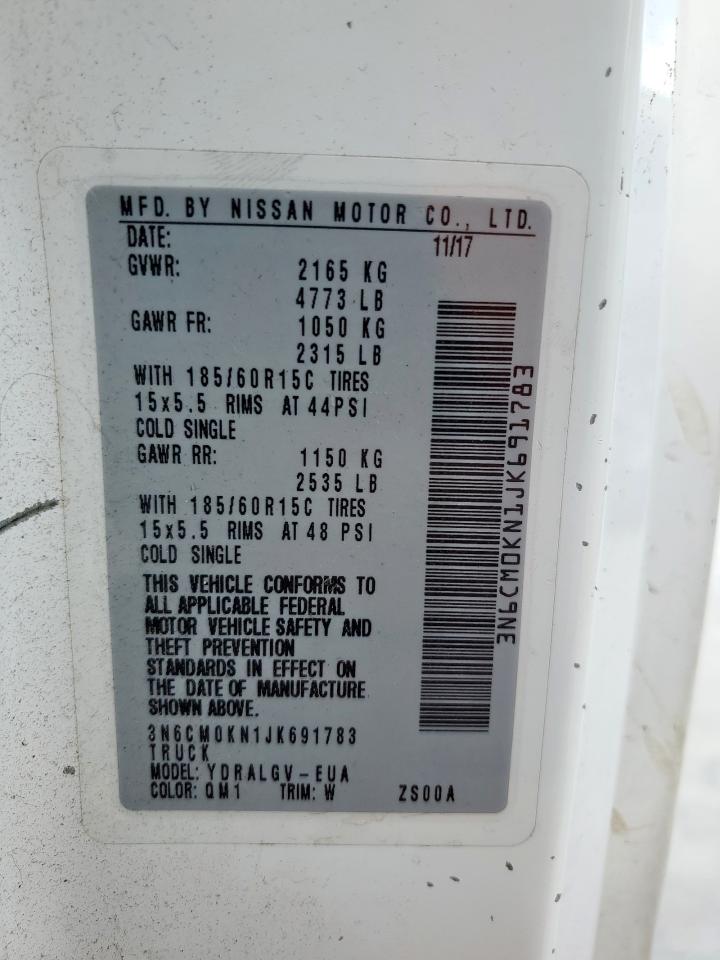 MFD. BY NISSAN MOTOR CO., LTD.
DATE: 11/17
GVWR: 2165 KG
4773 LB
GAWR FR: 1050 KG
2315 LB
WITH 185/60R15C TIRES
15x5.5 RIMS AT 44PSI
COLD SINGLE
GAWR RR: 1150 KG
2535 LB
WITH 185/60R15C TIRES
15x5.5 RIMS AT 48 PSI
COLD SINGLE
THIS VEHICLE CONFORMS TO
ALL APPLICABLE FEDERAL
MOTOR VEHICLE SAFETY AND
THEFT PREVENTION
STANDARDS IN EFFECT ON
THE DATE OF MANUFACTURE
SHOWN ABOVE.
3N6CM0KN1JK691783
TRUCK
MODEL: YDRALGV-EUA
COLOR: QM1 TRIM: W ZS00A
3N6CM0KN1JK691783